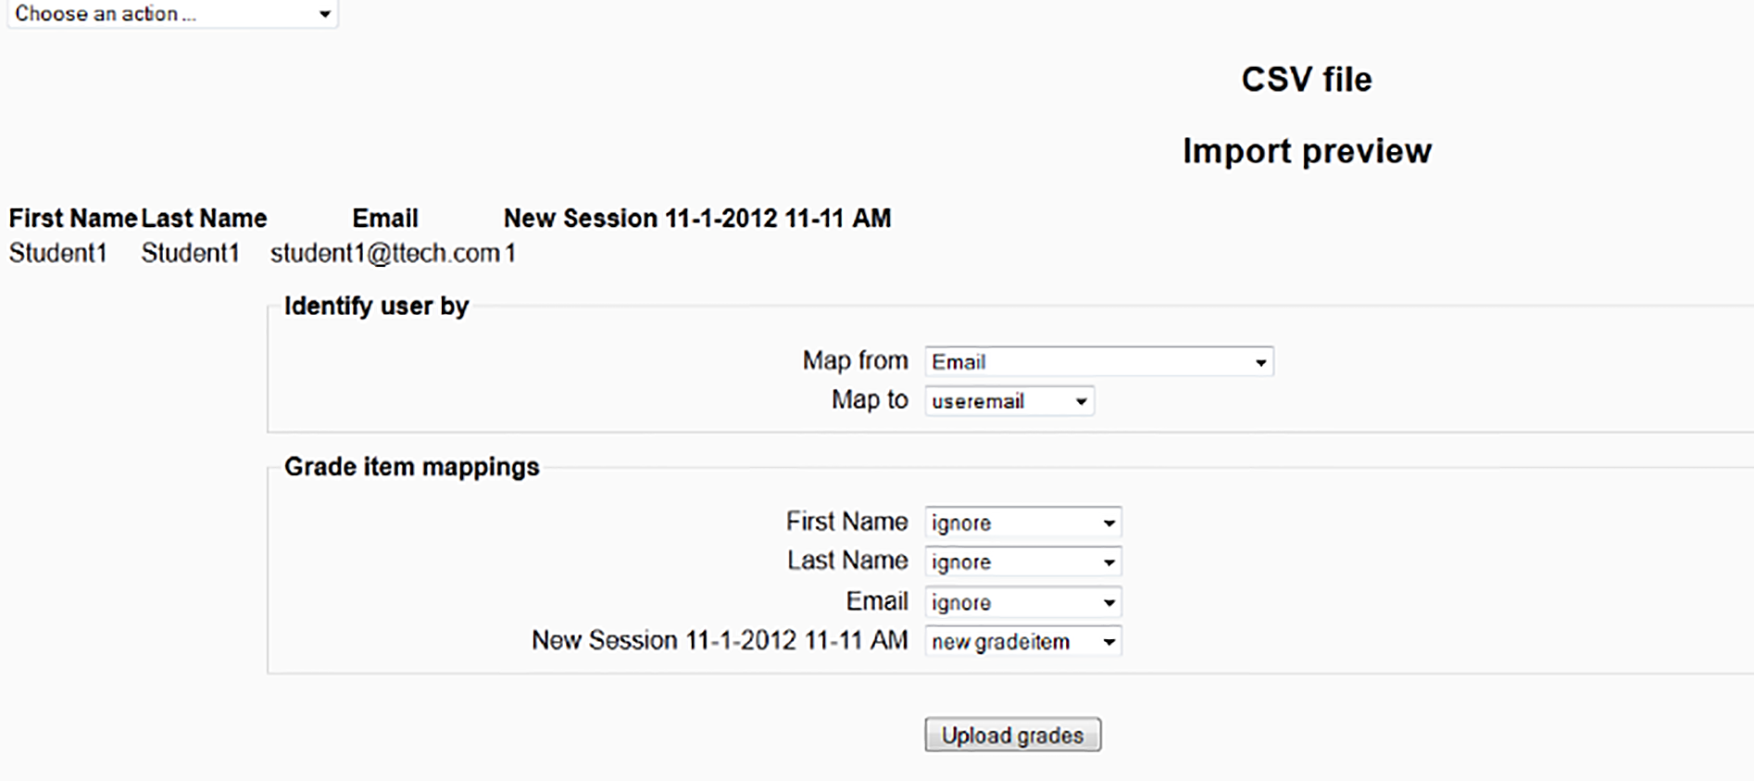 Choose an action ...
CSV file
Import preview
First Name Last Name Email New Session 11-1-2012 11-11 AM
Student1 Student1 student1@ttech.com 1
Identify user by
Map from Email
Map to useremail
Grade item mappings
First Name ignore
Last Name ignore
Email ignore
New Session 11-1-2012 11-11 AM new gradeitem
Upload grades